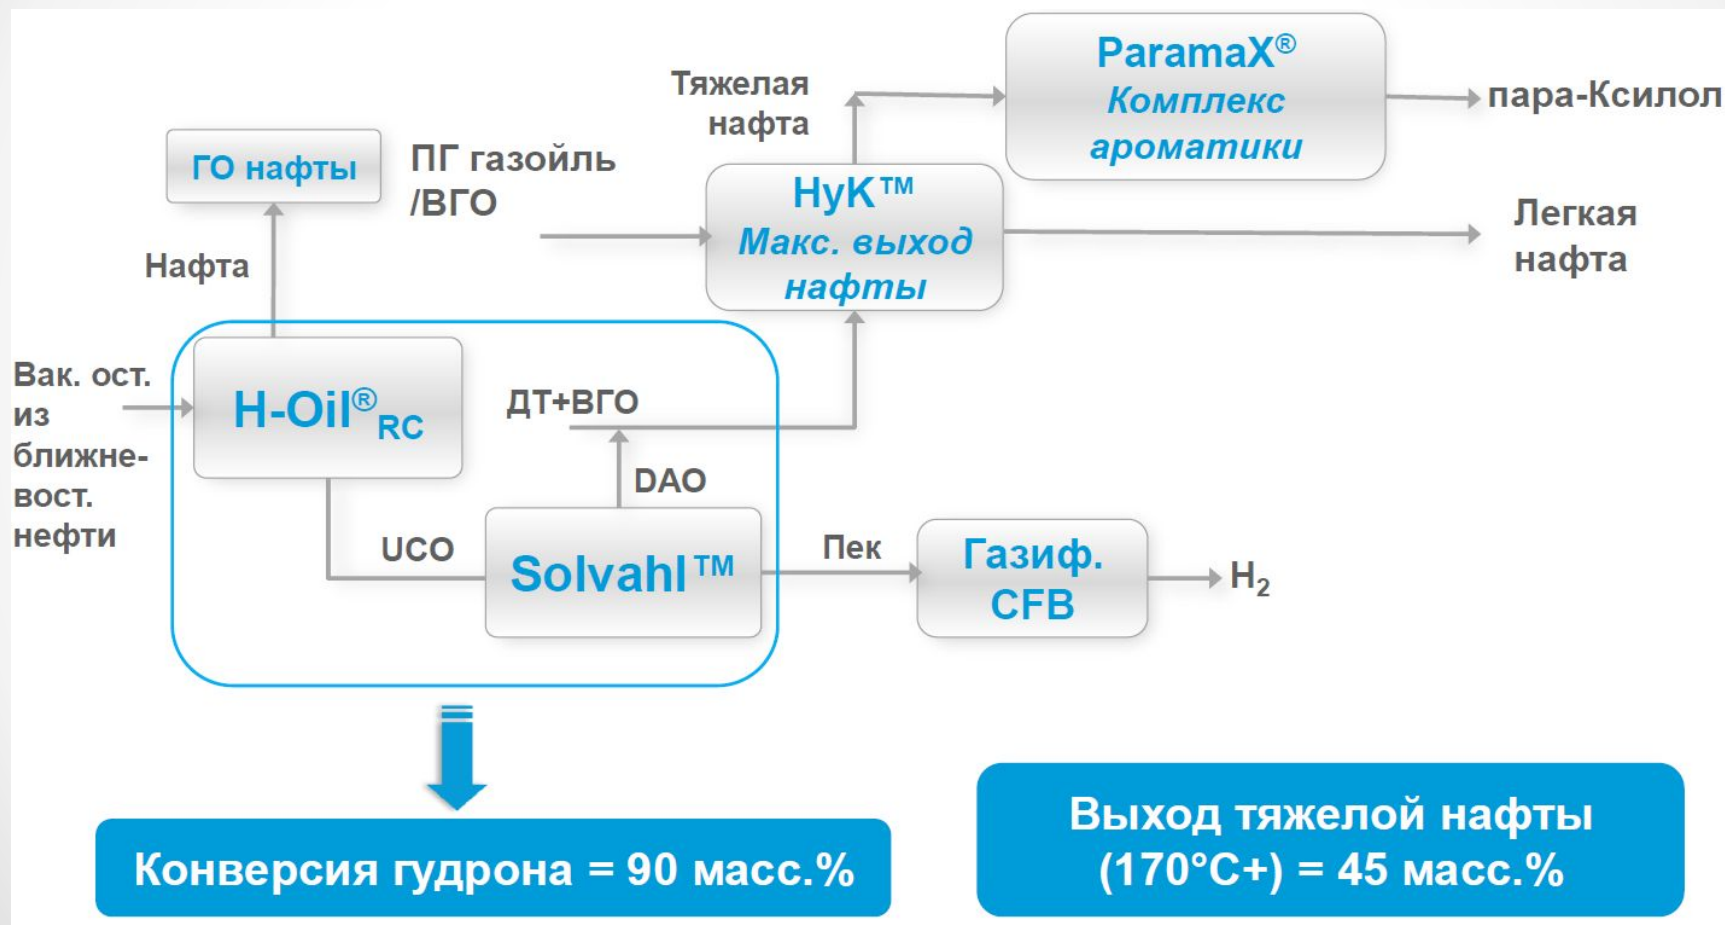 ParamaX®
Комплекс
ароматики
Тяжелая
нафта
пара-Ксилол
ГО нафты
ПГ газойль
/ВГО
HyK™
Макс. выход
нафты
Легкая
нафта
Нафта
Вак. ост.
из
ближне-
вост.
нефти
H-Oil®RC
ДТ+ВГО
DAO
UCO
Solvahl™
Пек
Газиф.
CFB
H2
Конверсия гудрона = 90 масс.%
Выход тяжелой нафты
(170°C+) = 45 масс.%